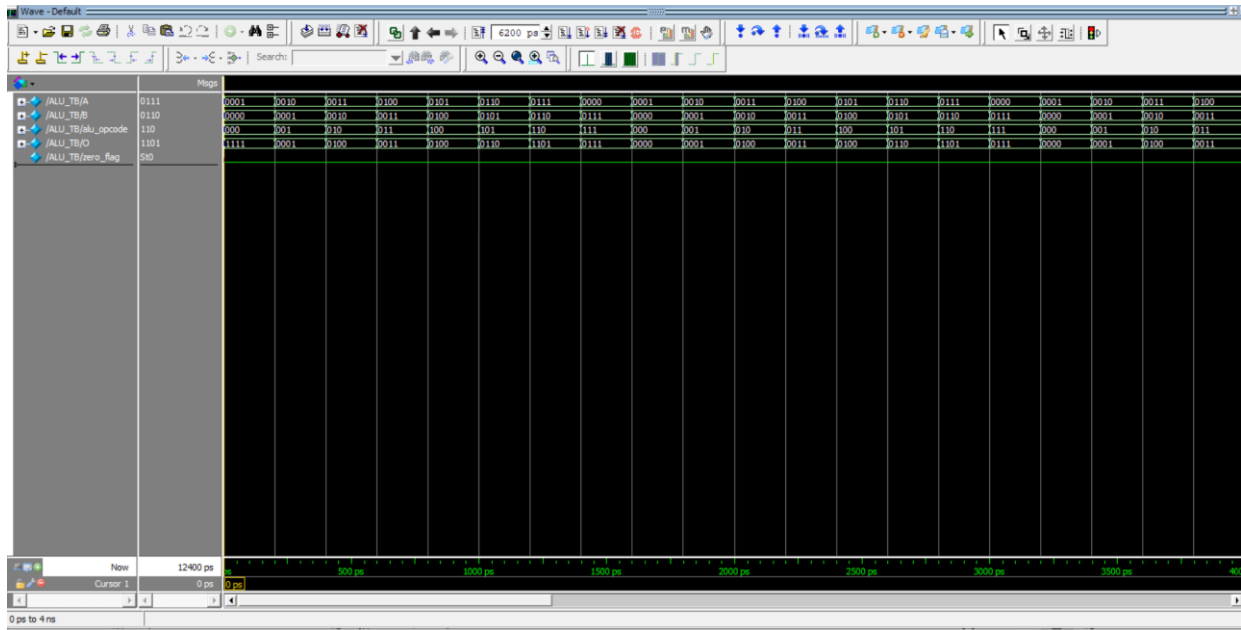 Wave - Default
6200 ps
Search:
Msgs
/ALU_TB/A 0111 0001 0010 0011 0100 0101 0110 0111 0000 0001 0010 0011 0100 0101 0110 0111 0000 0001 0010 0011 0100
/ALU_TB/B 0110 0000 0001 0010 0011 0100 0101 0110 0111 0000 0001 0010 0011 0100 0101 0110 0111 0000 0001 0010 0011
/ALU_TB/alu_opcode 110 000 001 010 011 100 101 110 111 000 001 010 011 100 101 110 111 000 001 010 011
/ALU_TB/O 1101 1111 0001 0100 0011 0100 0110 1101 0111 0000 0001 0100 0011 0100 0110 1101 0111 0000 0001 0100 0011
/ALU_TB/zero_flag St0
Now 12400 ps
ps 500 ps 1000 ps 1500 ps 2000 ps 2500 ps 3000 ps 3500 ps
Cursor 1 0 ps 0 ps
0 ps to 4 ns